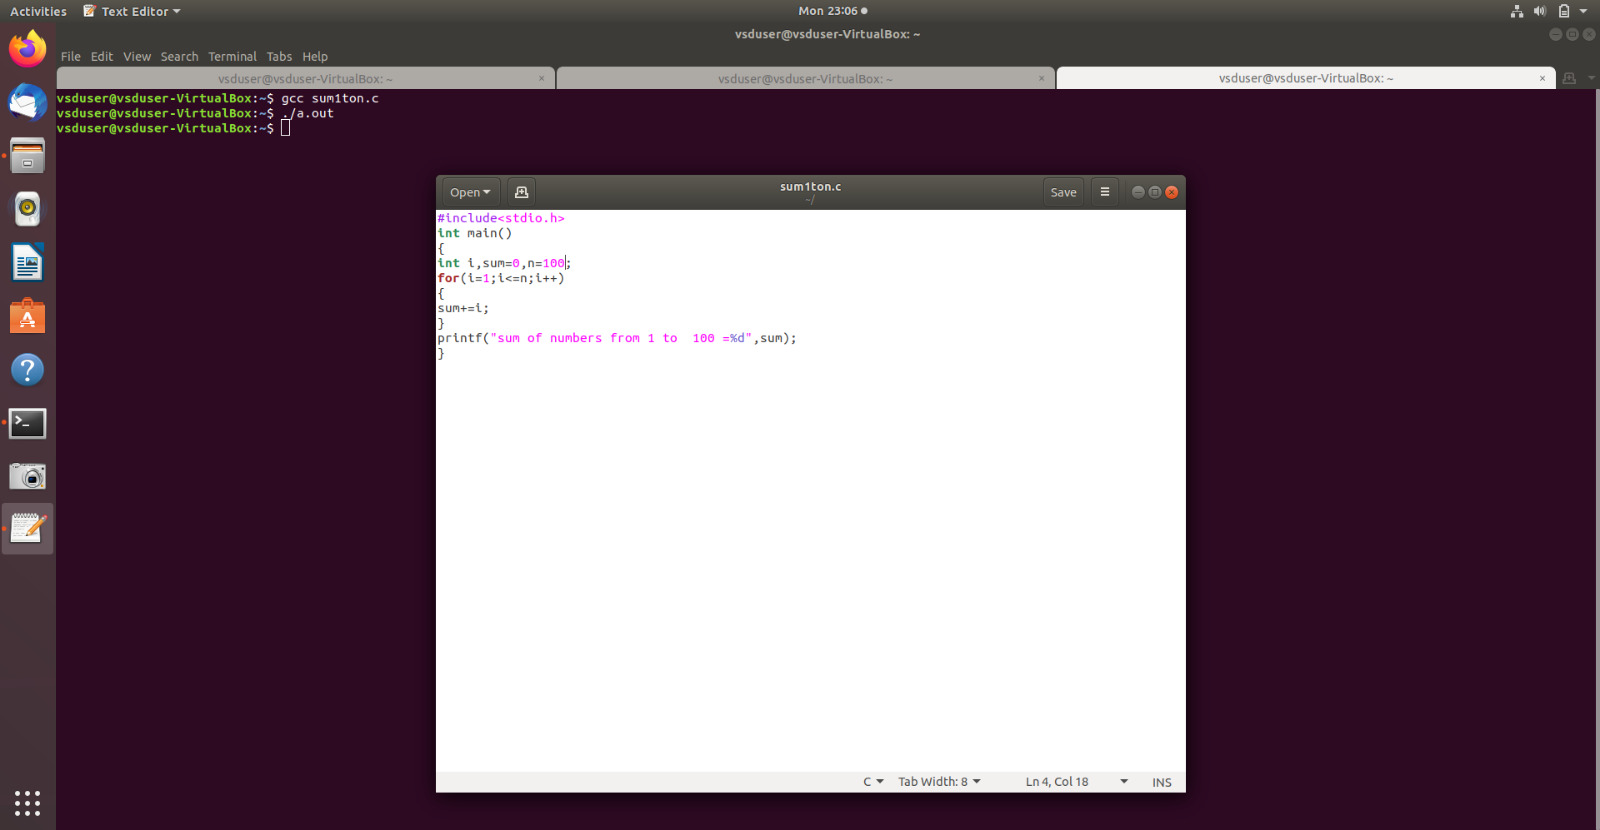 Activities Text Editor Mon 23:06
vsduser@vsduser-VirtualBox: ~
File Edit View Search Terminal Tabs Help
vsduser@vsduser-VirtualBox: ~ × vsduser@vsduser-VirtualBox: ~ × vsduser@vsduser-VirtualBox: ~ ×
vsduser@vsduser-VirtualBox:~$ gcc sum1ton.c
vsduser@vsduser-VirtualBox:~$ ./a.out
vsduser@vsduser-VirtualBox:~$
Open sum1ton.c Save
~/
#include<stdio.h>
int main()
{
int i,sum=0,n=100;
for(i=1;i<=n;i++)
{
sum+=i;
}
printf("sum of numbers from 1 to  100 =%d",sum);
}
C Tab Width: 8 Ln 4, Col 18 INS